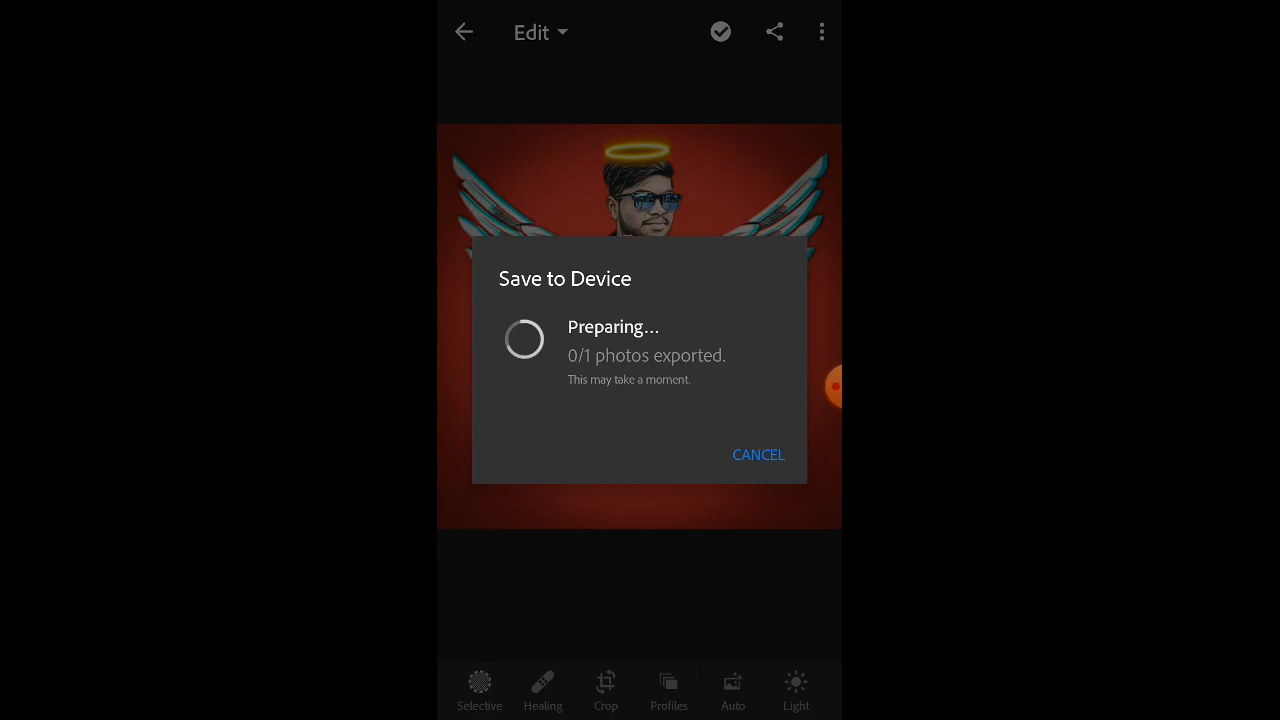 Edit
Save to Device
Preparing...
0/1 photos exported.
This may take a moment.
CANCEL
Selective Healing Crop Profiles Auto Light